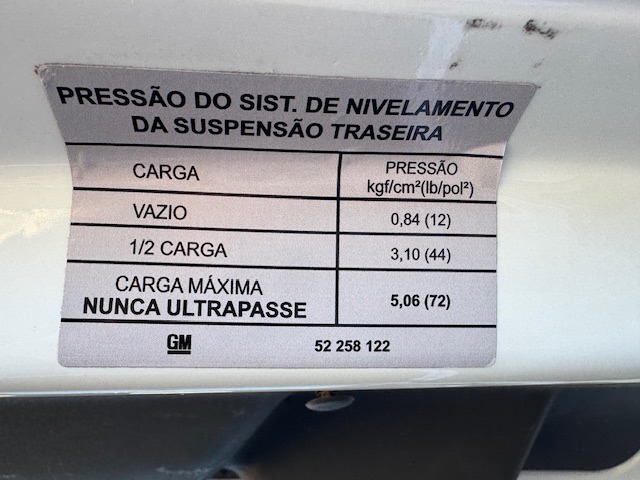 PRESSÃO DO SIST. DE NIVELAMENTO
DA SUSPENSÃO TRASEIRA
CARGA
PRESSÃO
kgf/cm²(lb/pol²)
VAZIO
0,84 (12)
1/2 CARGA
3,10 (44)
CARGA MÁXIMA
NUNCA ULTRAPASSE
5,06 (72)
GM
52 258 122